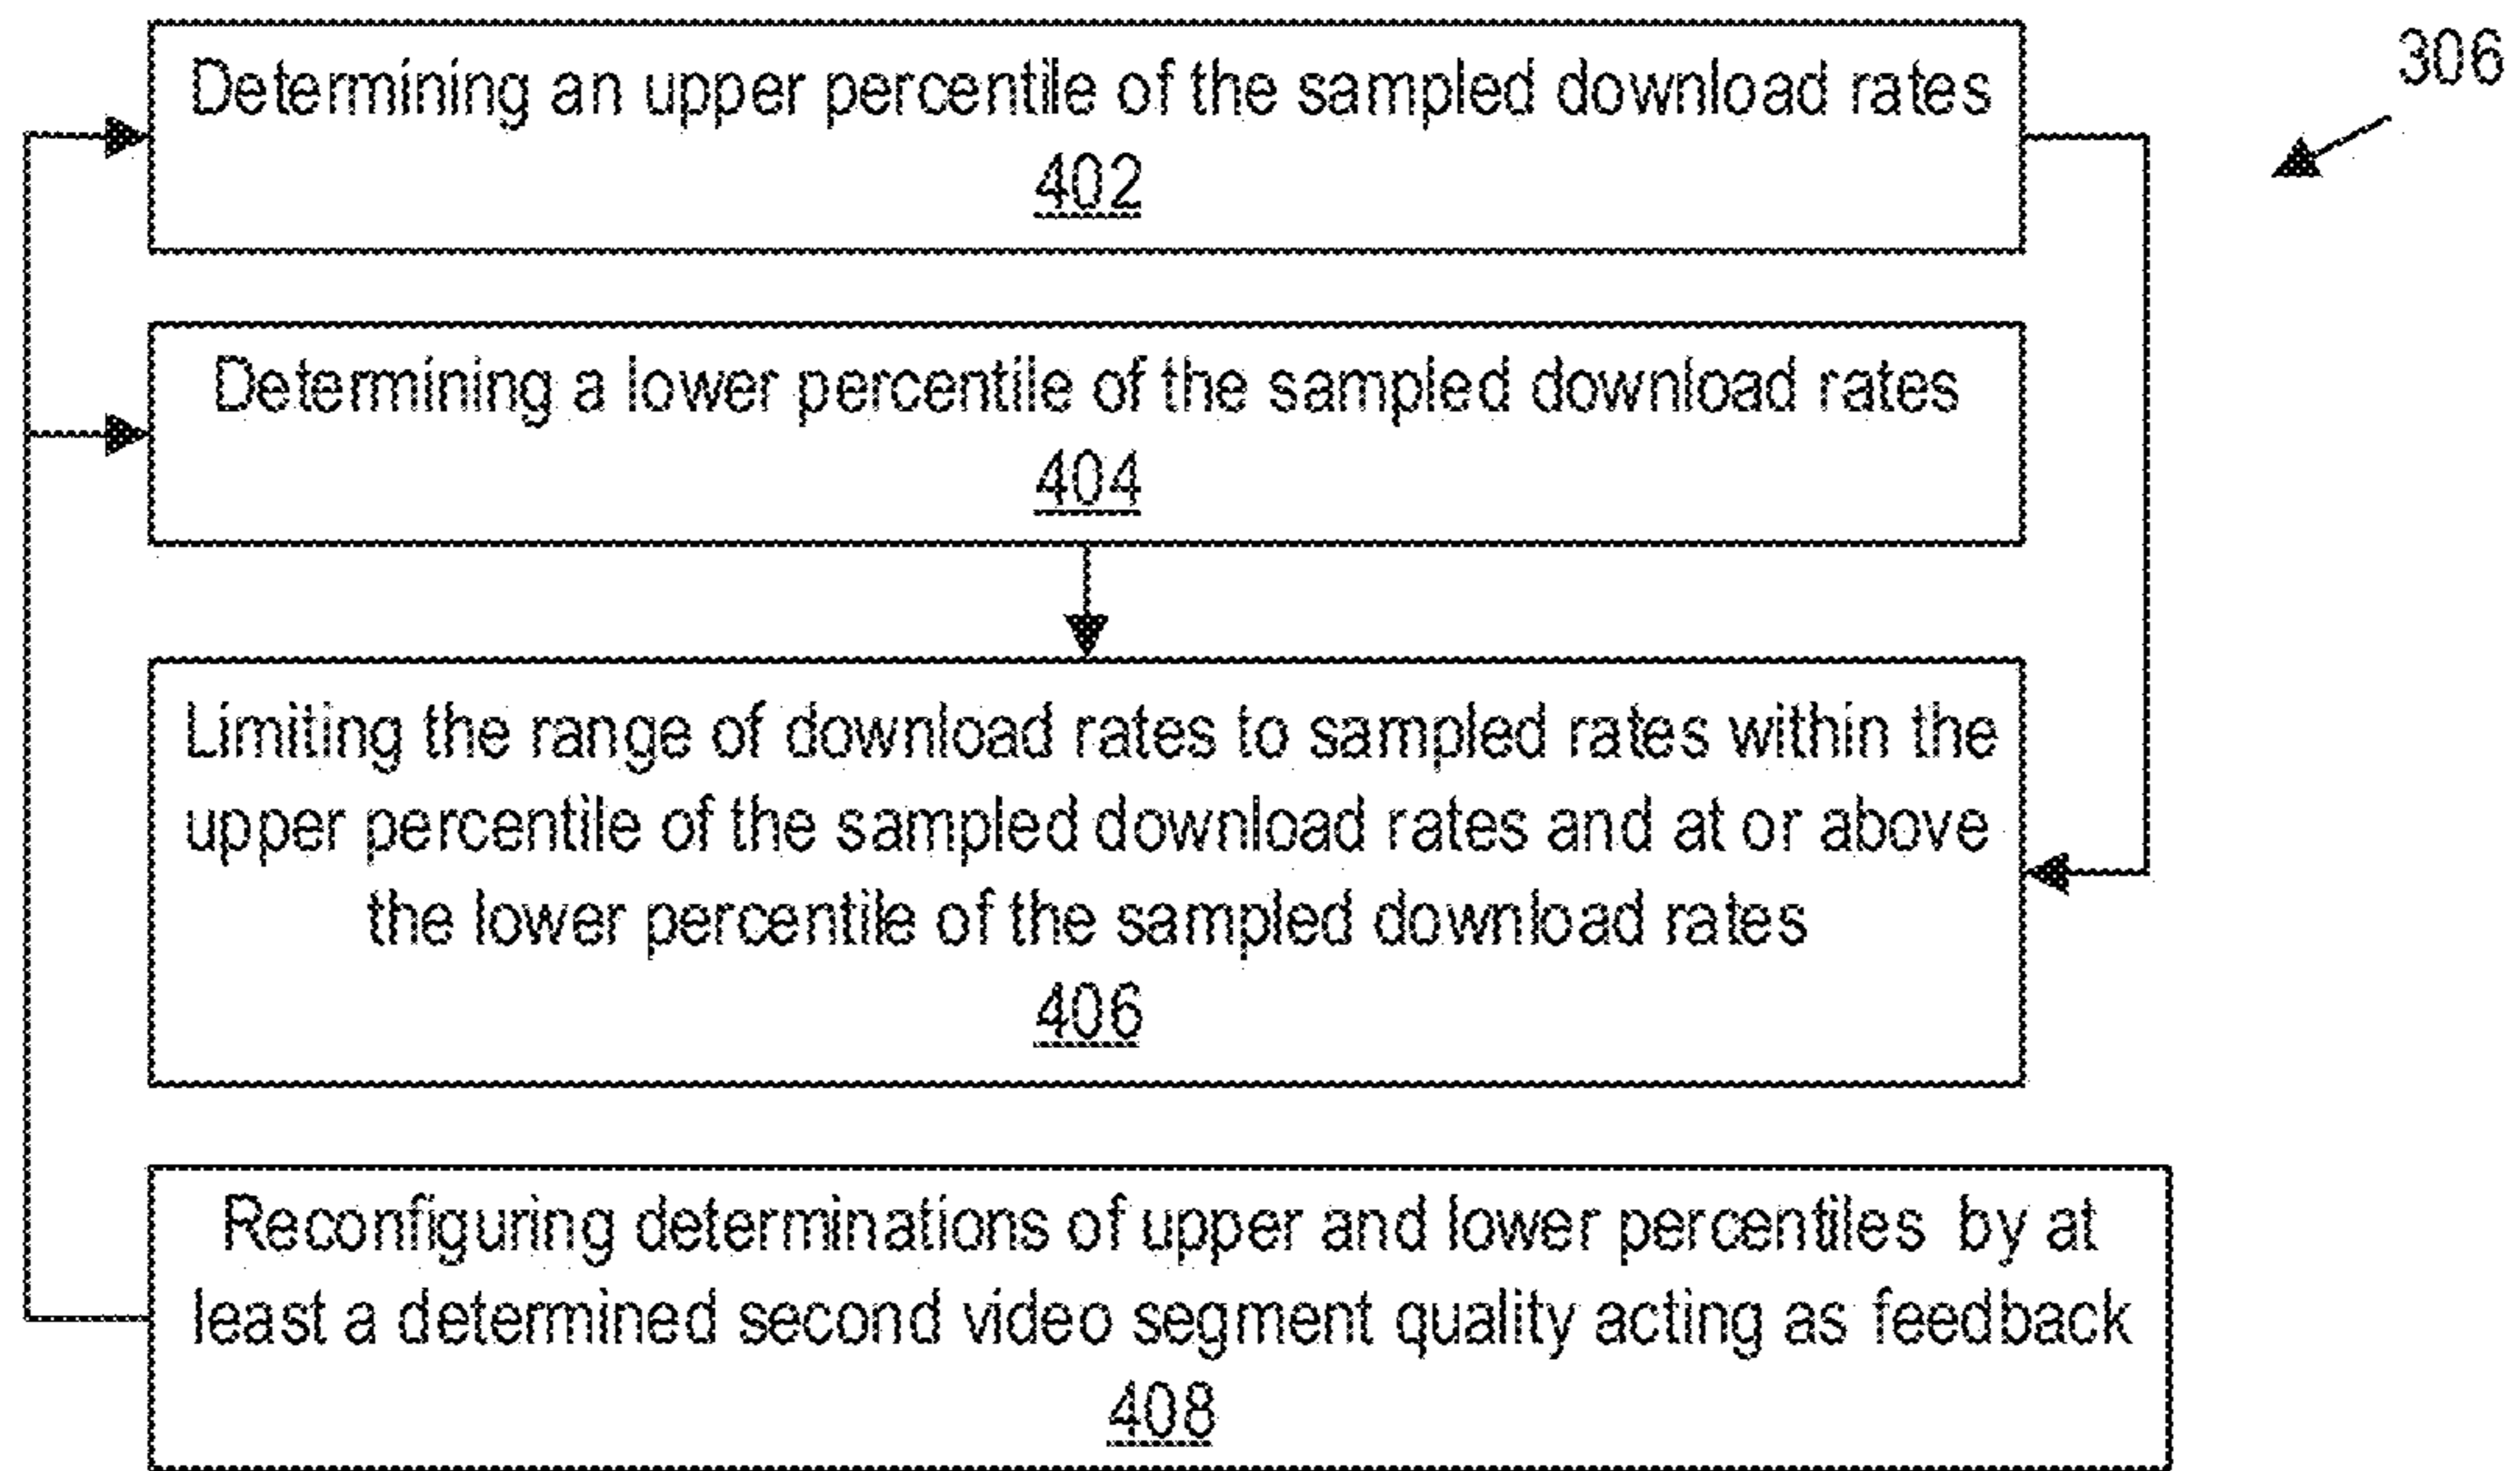 306
Determining an upper percentile of the sampled download rates
402
Determining a lower percentile of the sampled download rates
404
Limiting the range of download rates to sampled rates within the
upper percentile of the sampled download rates and at or above
the lower percentile of the sampled download rates
406
Reconfiguring determinations of upper and lower percentiles by at
least a determined second video segment quality acting as feedback
408